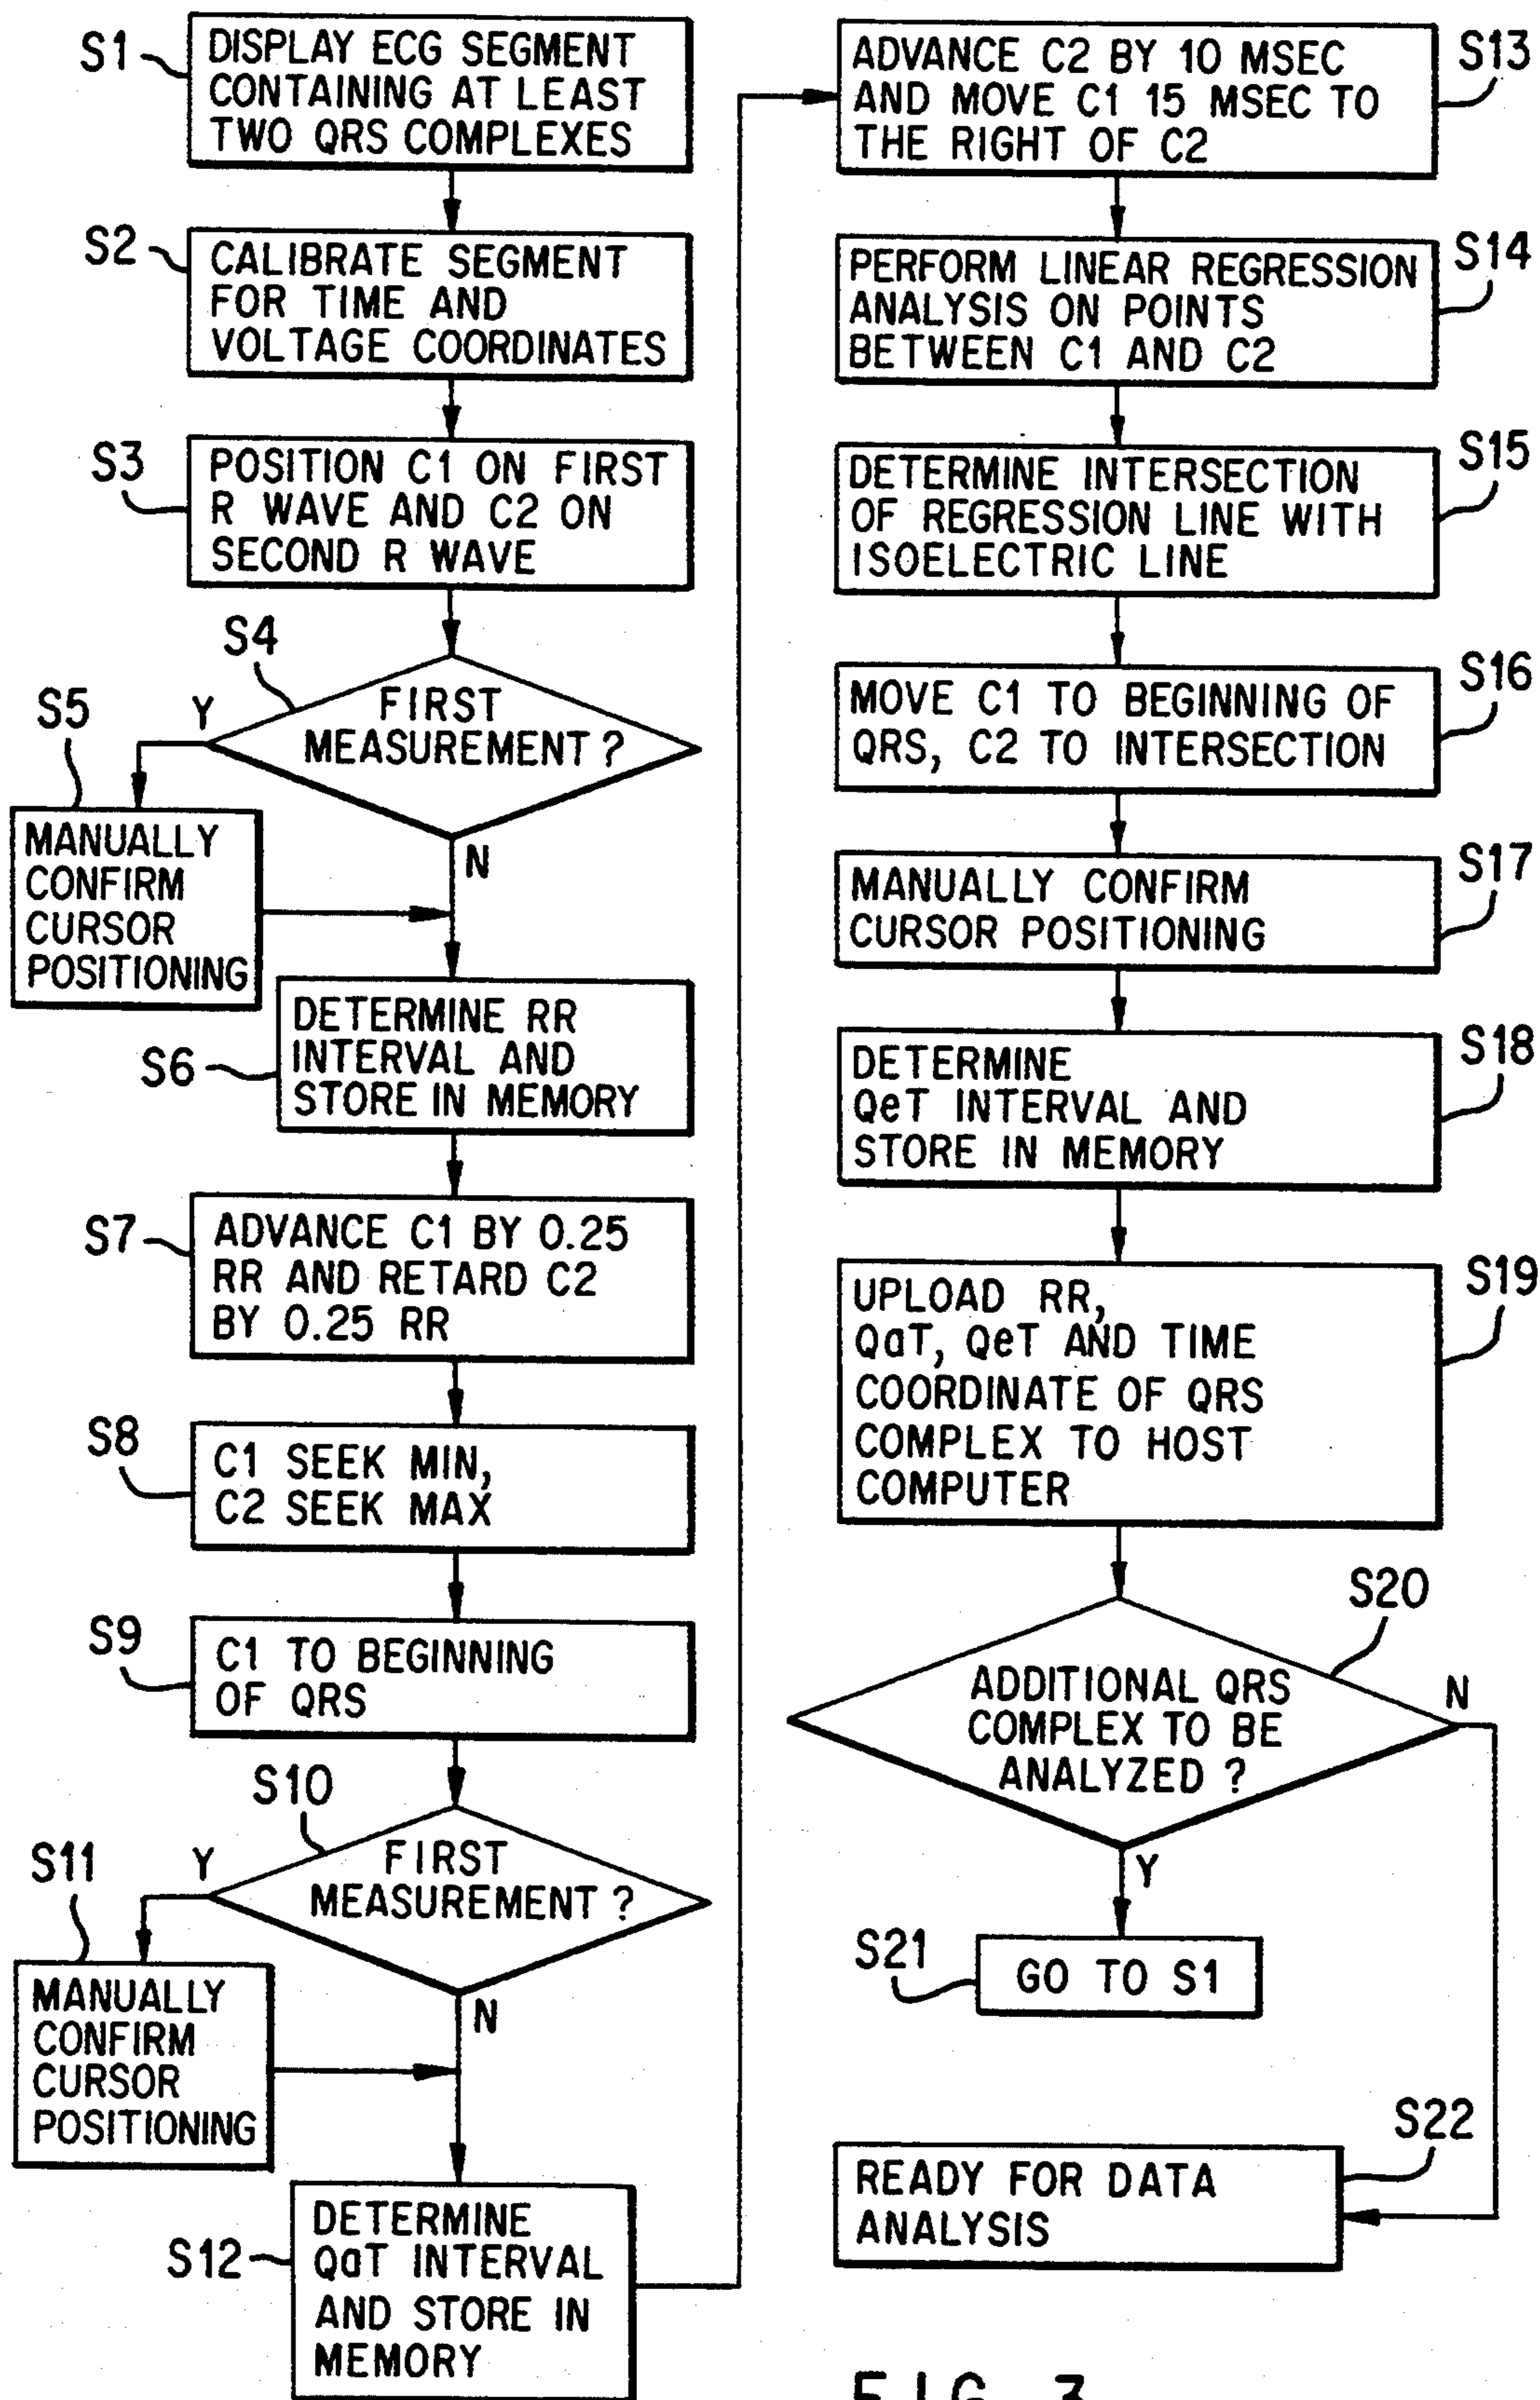 S1
DISPLAY ECG SEGMENT
CONTAINING AT LEAST
TWO QRS COMPLEXES
S2
CALIBRATE SEGMENT
FOR TIME AND
VOLTAGE COORDINATES
S3
POSITION C1 ON FIRST
R WAVE AND C2 ON
SECOND R WAVE
S4
FIRST
MEASUREMENT ?
Y
N
S5
MANUALLY
CONFIRM
CURSOR
POSITIONING
S6
DETERMINE RR
INTERVAL AND
STORE IN MEMORY
S7
ADVANCE C1 BY 0.25
RR AND RETARD C2
BY 0.25 RR
S8
C1 SEEK MIN,
C2 SEEK MAX
S9
C1 TO BEGINNING
OF QRS
S10
FIRST
MEASUREMENT ?
Y
N
S11
MANUALLY
CONFIRM
CURSOR
POSITIONING
S12
DETERMINE
QaT INTERVAL
AND STORE IN
MEMORY
S13
ADVANCE C2 BY 10 MSEC
AND MOVE C1 15 MSEC TO
THE RIGHT OF C2
S14
PERFORM LINEAR REGRESSION
ANALYSIS ON POINTS
BETWEEN C1 AND C2
S15
DETERMINE INTERSECTION
OF REGRESSION LINE WITH
ISOELECTRIC LINE
S16
MOVE C1 TO BEGINNING OF
QRS, C2 TO INTERSECTION
S17
MANUALLY CONFIRM
CURSOR POSITIONING
S18
DETERMINE
QeT INTERVAL AND
STORE IN MEMORY
S19
UPLOAD RR,
QaT, QeT AND TIME
COORDINATE OF QRS
COMPLEX TO HOST
COMPUTER
S20
ADDITIONAL QRS
COMPLEX TO BE
ANALYZED ?
N
Y
S21
GO TO S1
S22
READY FOR DATA
ANALYSIS
FIG. 3